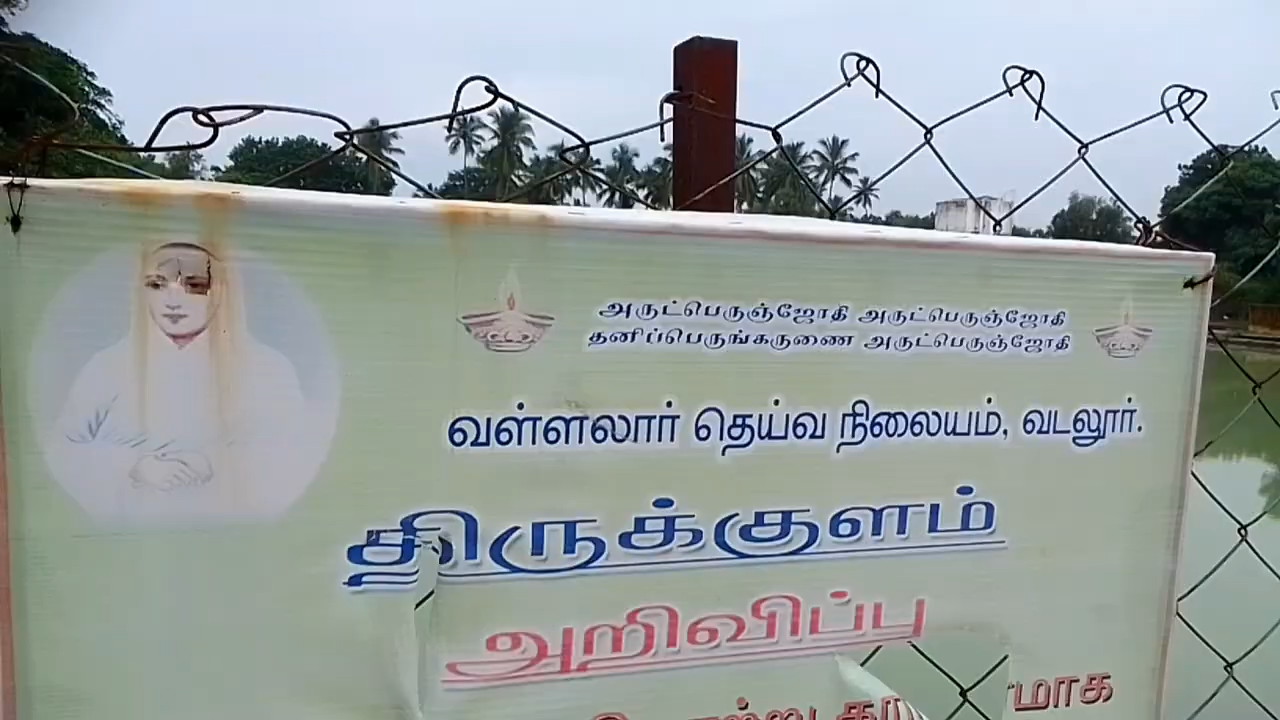 அருட்பெருஞ்ஜோதி அருட்பெருஞ்ஜோதி
தனிப்பெருங்கருணை அருட்பெருஞ்ஜோதி
வள்ளலார் தெய்வ நிலையம், வடலூர்.
திருக்குளம்
அறிவிப்பு